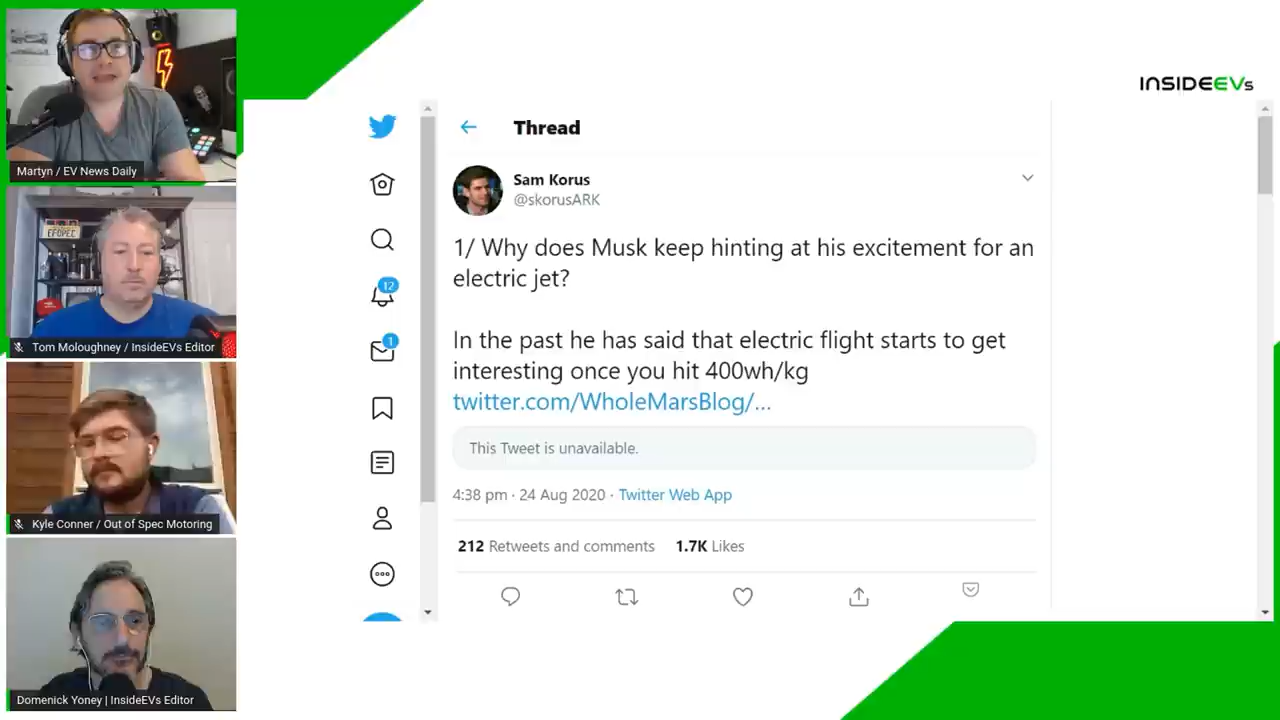 INSIDEEVs
Martyn / EV News Daily
EFOPEC
Tom Moloughney / InsideEVs Editor
Kyle Conner / Out of Spec Motoring
Domenick Yoney | InsideEVs Editor
12
1
Thread
Sam Korus
@skorusARK
1/ Why does Musk keep hinting at his excitement for an
electric jet?
In the past he has said that electric flight starts to get
interesting once you hit 400wh/kg
twitter.com/WholeMarsBlog/...
This Tweet is unavailable.
4:38 pm · 24 Aug 2020 · Twitter Web App
212 Retweets and comments 1.7K Likes